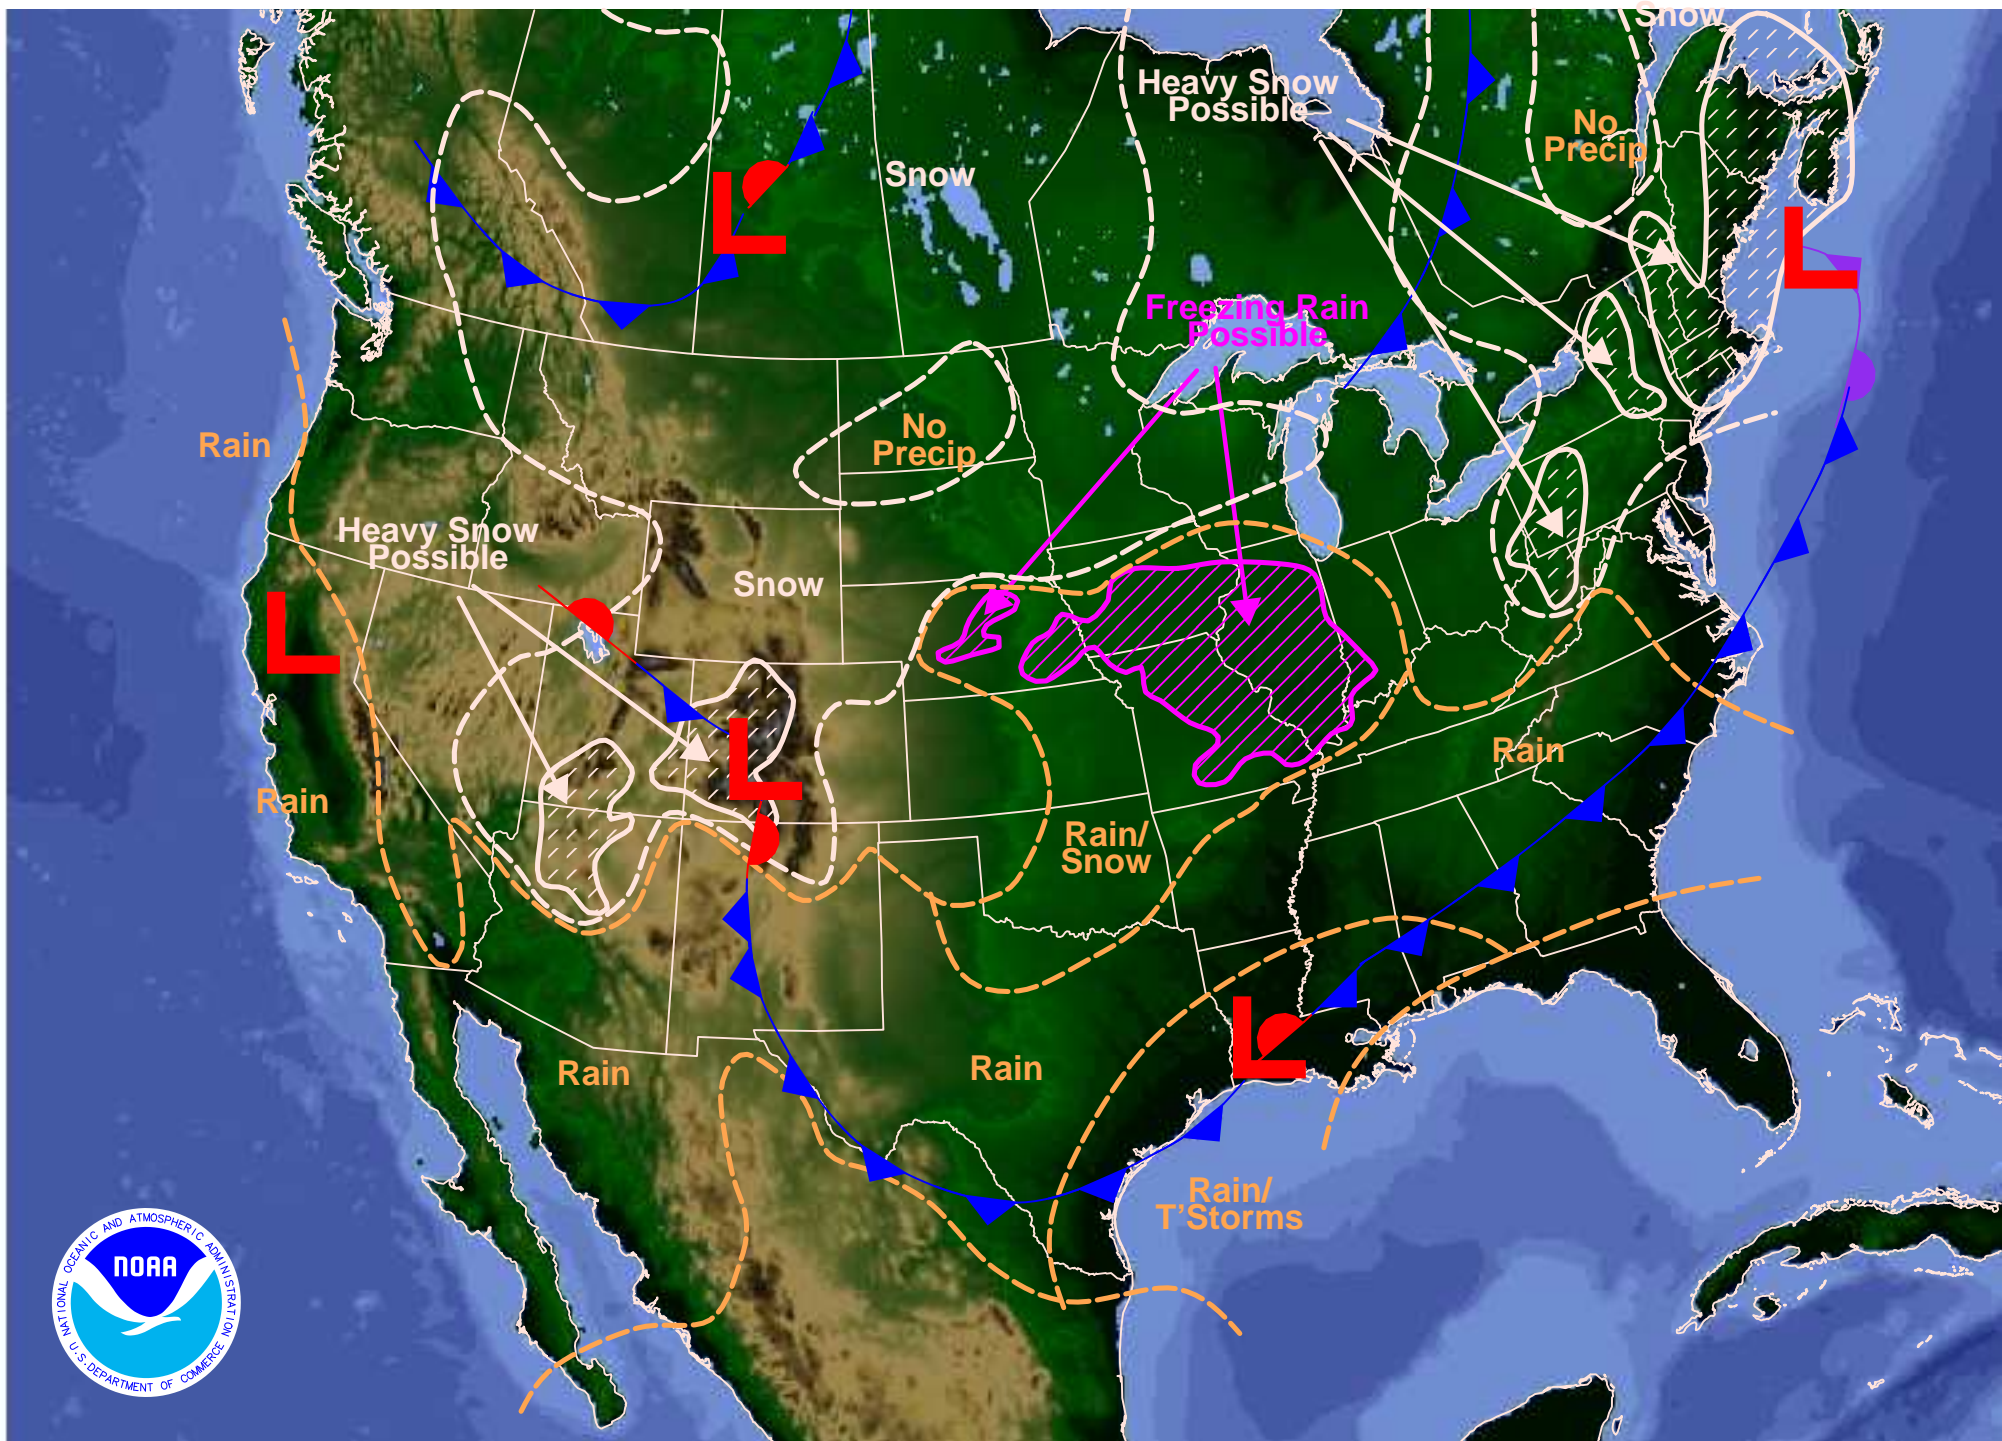 Snow
Heavy Snow
Possible
No
Precip
Snow
Freezing Rain
Possible
Rain
No
Precip
Heavy Snow
Possible
Snow
Rain
Rain
Rain/
Snow
Rain
Rain
Rain
Rain/
T'Storms
NATIONAL OCEANIC AND ATMOSPHERIC ADMINISTRATION
NOAA
U.S. DEPARTMENT OF COMMERCE
L
L
L
L
L